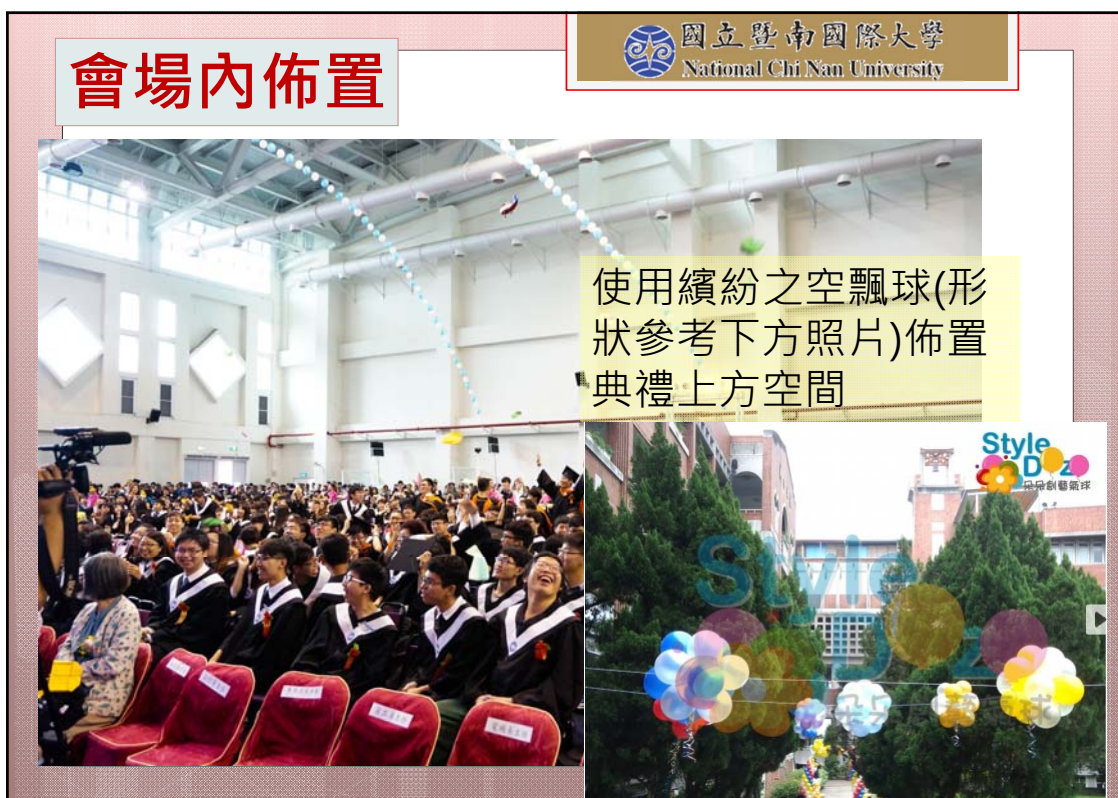 國立暨南國際大學
National Chi Nan University
會場內佈置
使用繽紛之空飄球(形
狀參考下方照片)佈置
典禮上方空間
Style
D z
朵朵創藝氣球
Style
D z